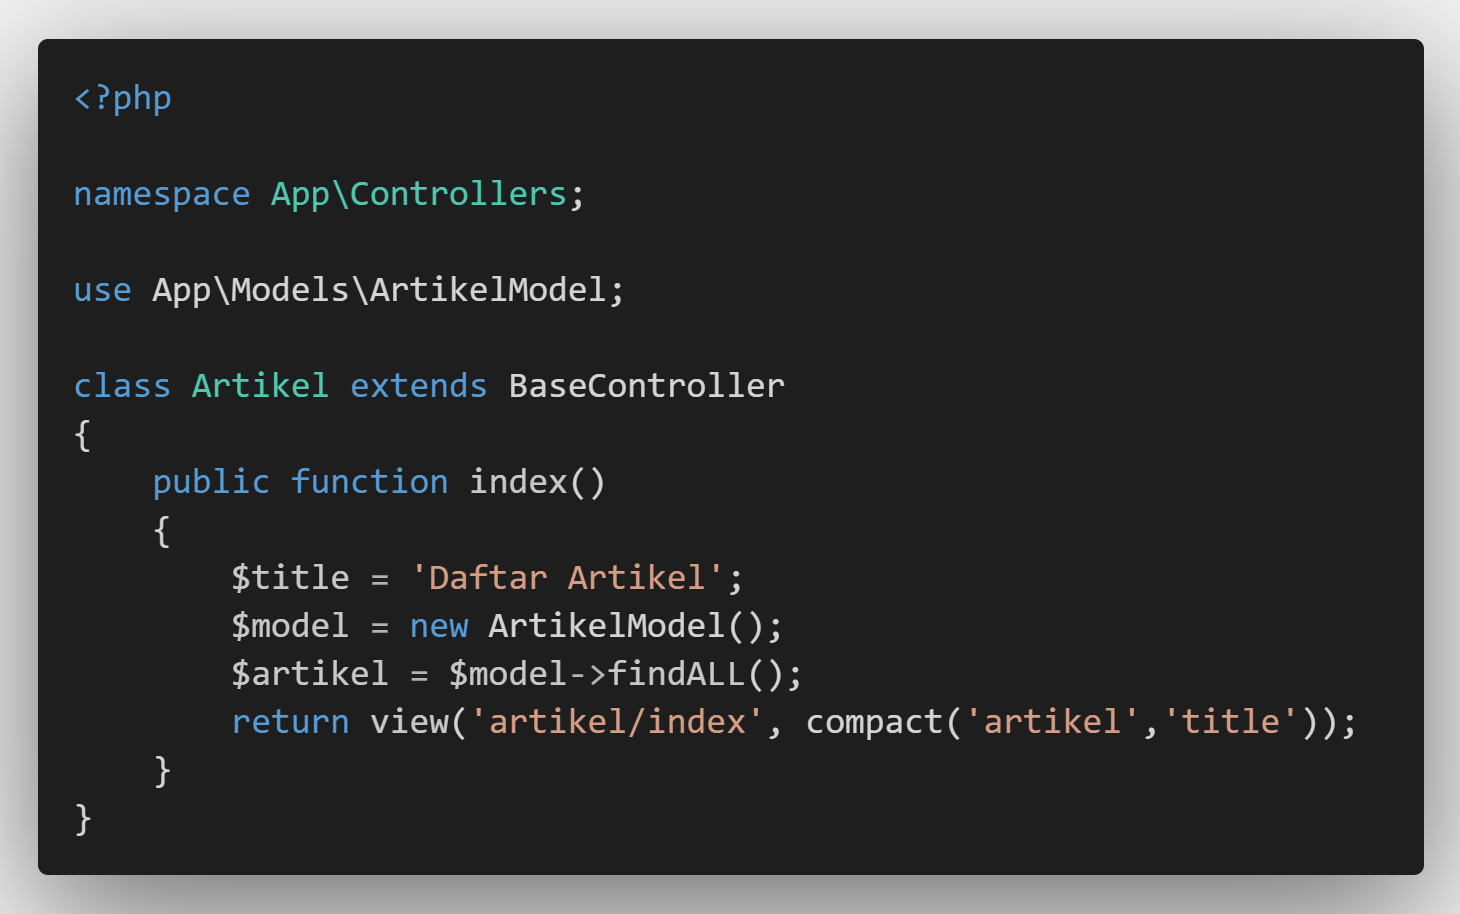 <?php
namespace App\Controllers;
use App\Models\ArtikelModel;
class Artikel extends BaseController
{
    public function index()
    {
        $title = 'Daftar Artikel';
        $model = new ArtikelModel();
        $artikel = $model->findALL();
        return view('artikel/index', compact('artikel','title'));
    }
}